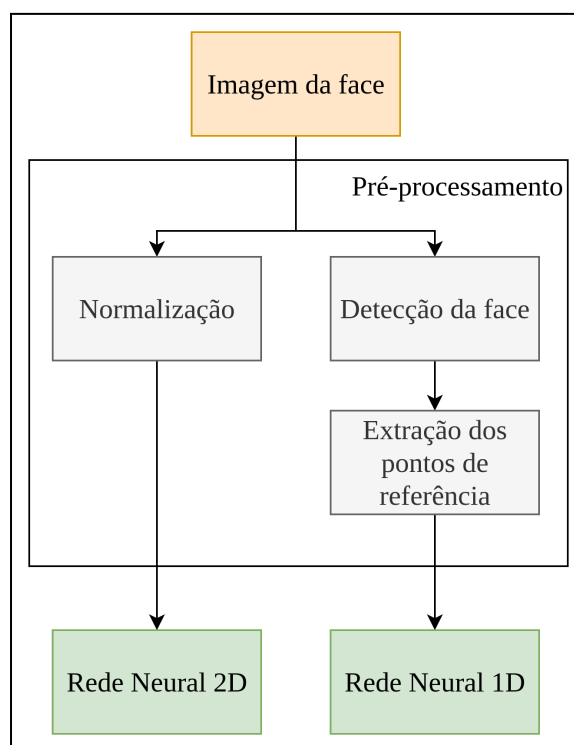 Imagem da face
Pré-processamento
Normalização
Detecção da face
Extração dos
pontos de
referência
Rede Neural 2D
Rede Neural 1D